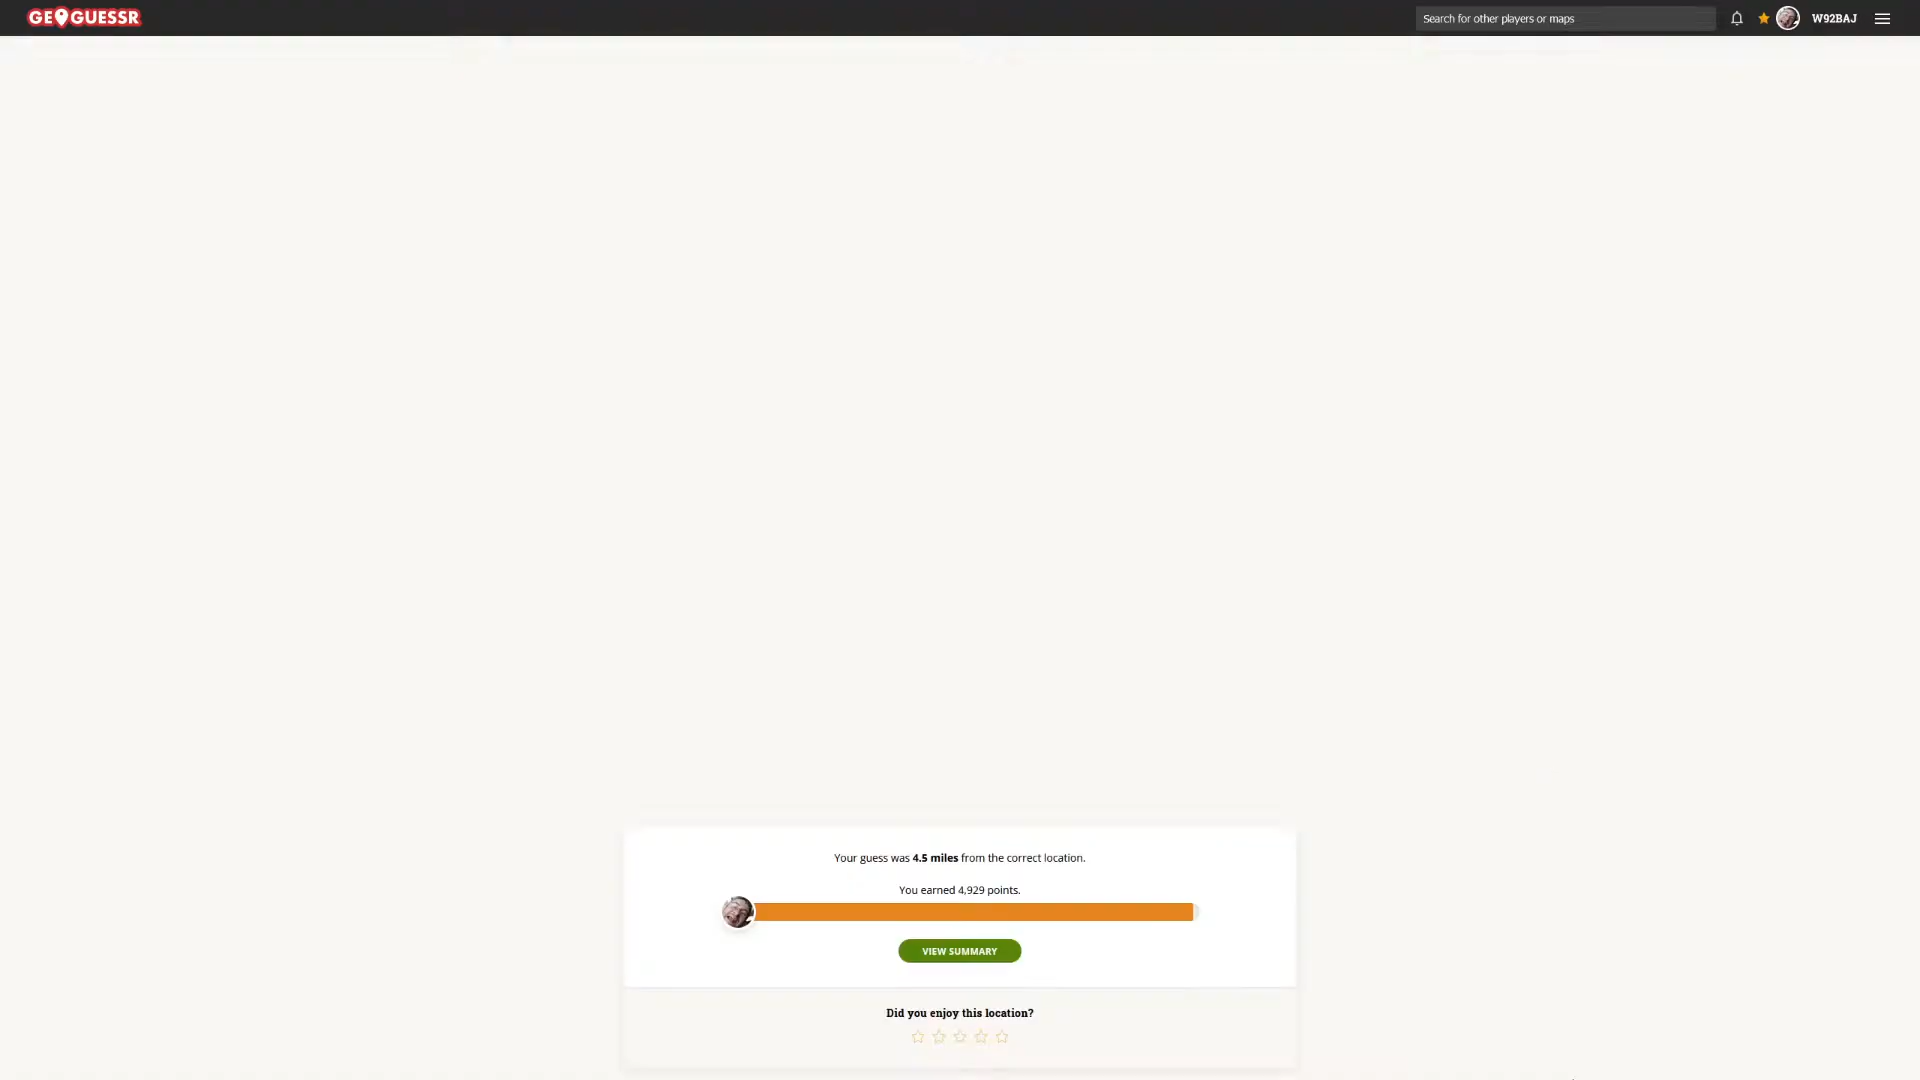 GEOGUESSR
Search for other players or maps
W92BAJ
Your guess was 4.5 miles from the correct location.
You earned 4,929 points.
VIEW SUMMARY
Did you enjoy this location?